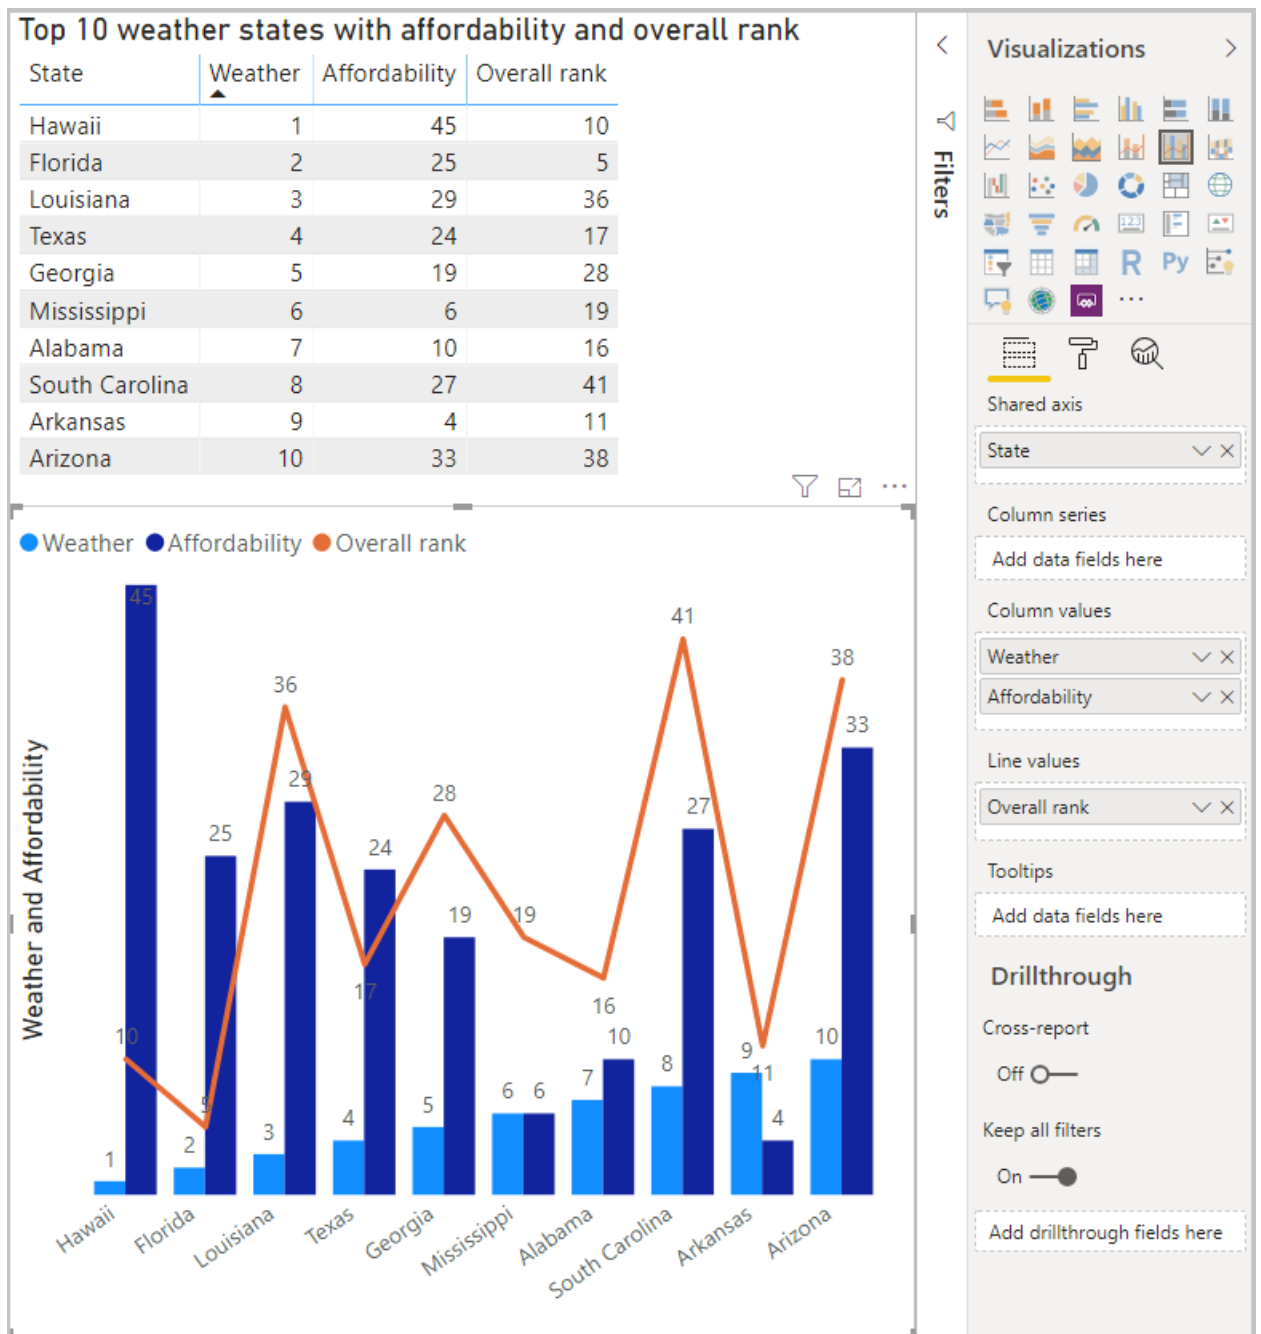 Top 10 weather states with affordability and overall rank
State Weather Affordability Overall rank
Hawaii 1 45 10
Florida 2 25 5
Louisiana 3 29 36
Texas 4 24 17
Georgia 5 19 28
Mississippi 6 6 19
Alabama 7 10 16
South Carolina 8 27 41
Arkansas 9 4 11
Arizona 10 33 38
Weather Affordability Overall rank
Weather and Affordability
45
41
38
36
33
29
28
27
25
24
19 19
17
16
10 10 10
9
11
8
7
6 6
5
5
4 4
3
2
1
Hawaii Florida Louisiana Texas Georgia Mississippi Alabama South Carolina Arkansas Arizona
Filters
Visualizations
123
R Py
Shared axis
State
Column series
Add data fields here
Column values
Weather
Affordability
Line values
Overall rank
Tooltips
Add data fields here
Drillthrough
Cross-report
Off
Keep all filters
On
Add drillthrough fields here